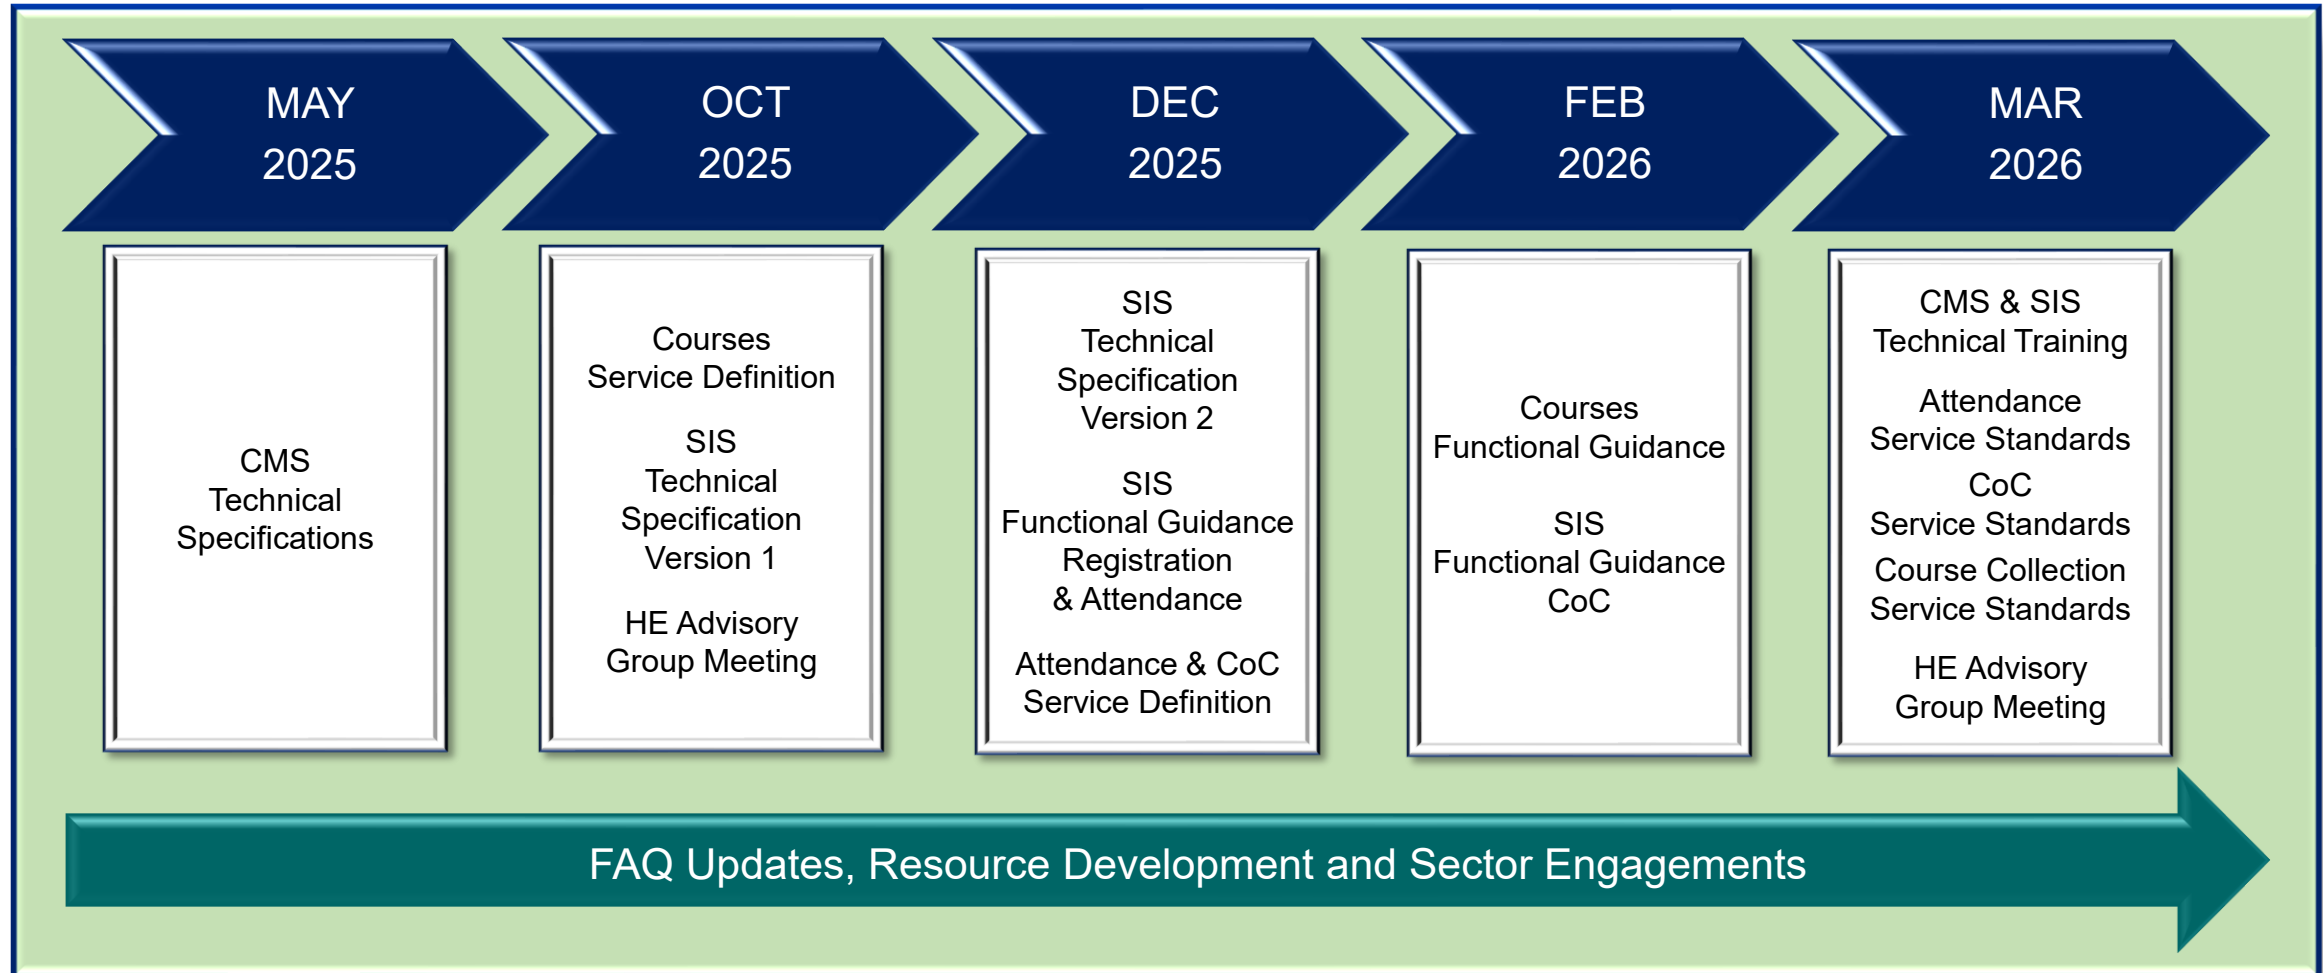 MAY
2025
OCT
2025
DEC
2025
FEB
2026
MAR
2026
CMS
Technical
Specifications
Courses
Service Definition
SIS
Technical
Specification
Version 1
HE Advisory
Group Meeting
SIS
Technical
Specification
Version 2
SIS
Functional Guidance
Registration
& Attendance
Attendance & CoC
Service Definition
Courses
Functional Guidance
SIS
Functional Guidance
CoC
CMS & SIS
Technical Training
Attendance
Service Standards
CoC
Service Standards
Course Collection
Service Standards
HE Advisory
Group Meeting
FAQ Updates, Resource Development and Sector Engagements